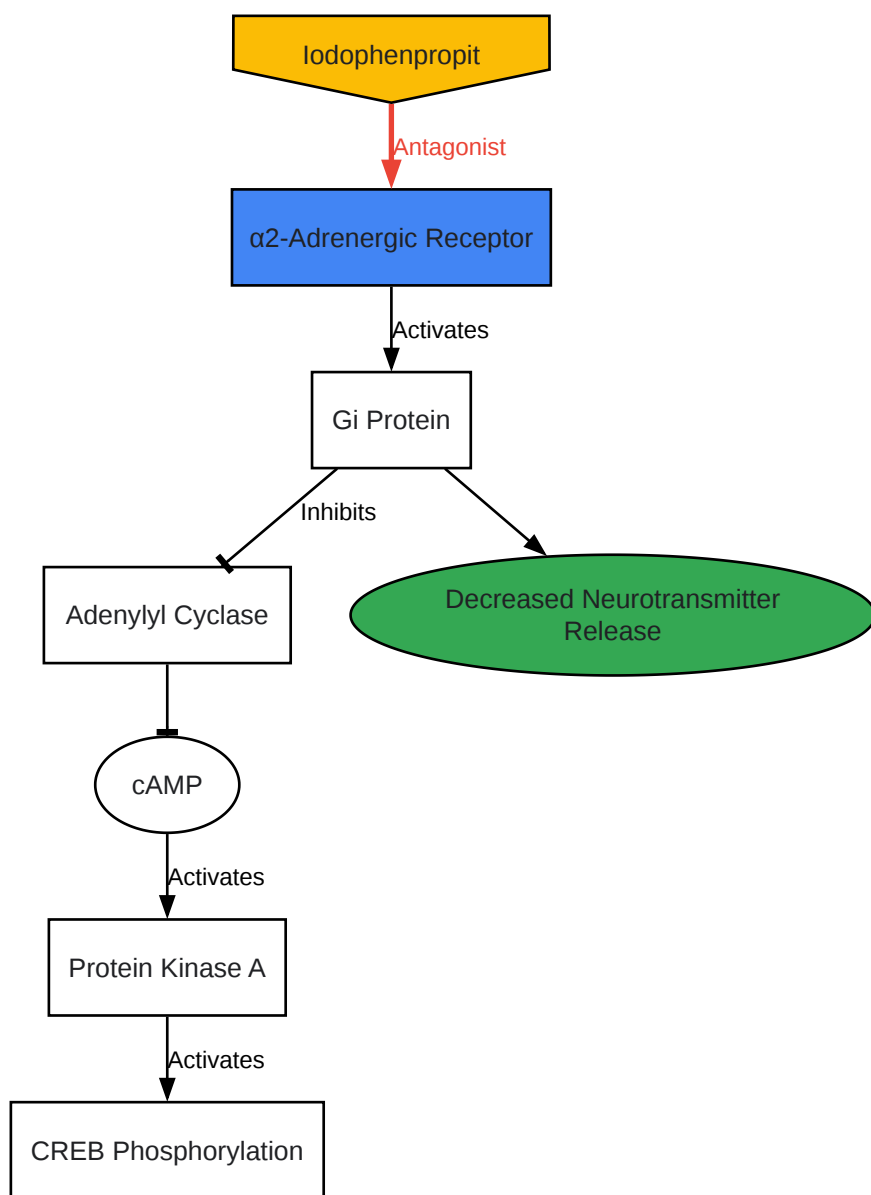 Iodophenpropit
Antagonist
α2-Adrenergic Receptor
Activates
Gi Protein
Inhibits
Adenylyl Cyclase
Decreased Neurotransmitter
Release
cAMP
Activates
Protein Kinase A
Activates
CREB Phosphorylation